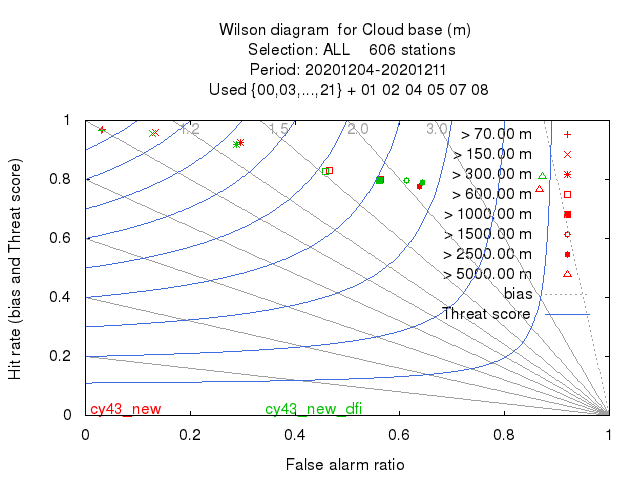 Wilson diagram  for Cloud base (m)
Selection: ALL    606 stations
Period: 20201204-20201211
Used {00,03,...,21} + 01 02 04 05 07 08
Hit rate (bias and Threat score)
1
0.8
0.6
0.4
0.2
0
1.2
1.5
2.0
3.0
> 70.00 m
> 150.00 m
> 300.00 m
> 600.00 m
> 1000.00 m
> 1500.00 m
> 2500.00 m
> 5000.00 m
bias
Threat score
cy43_new
cy43_new_dfi
0 0.2 0.4 0.6 0.8 1
False alarm ratio